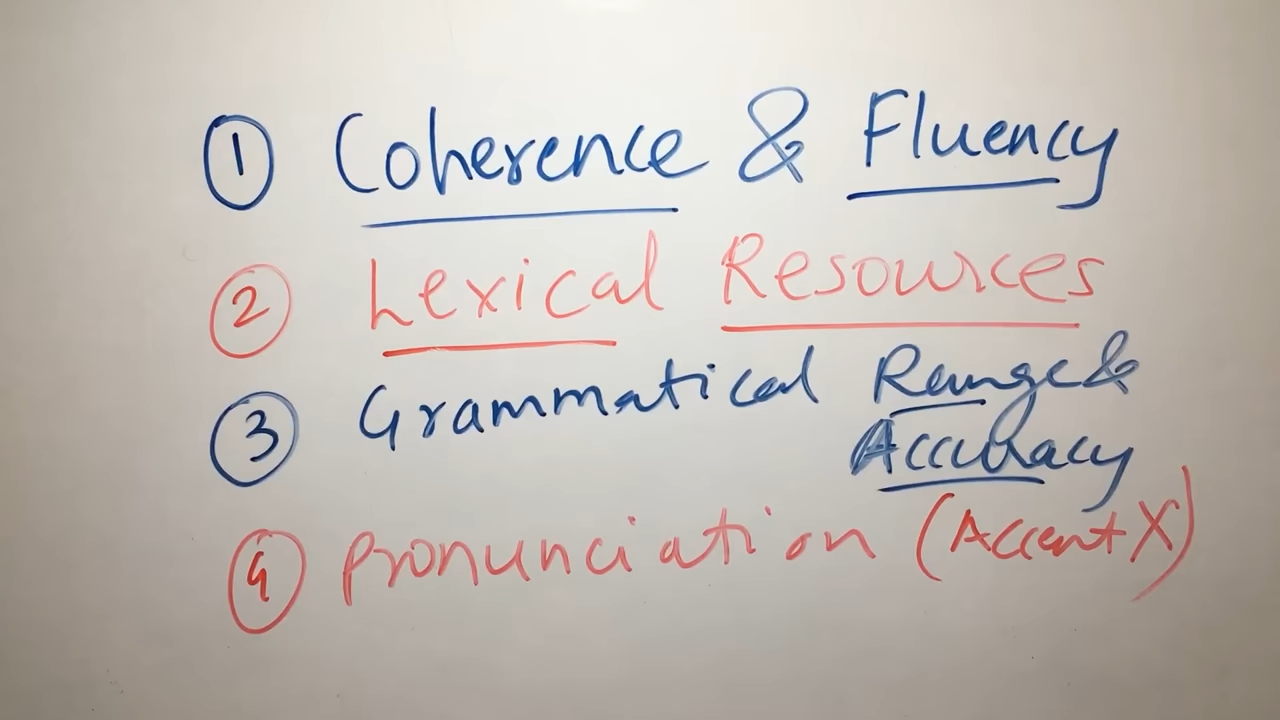 ① Coherence & Fluency
② Lexical Resources
③ Grammatical Range &
Accuracy
④ Pronunciation (Accent X)